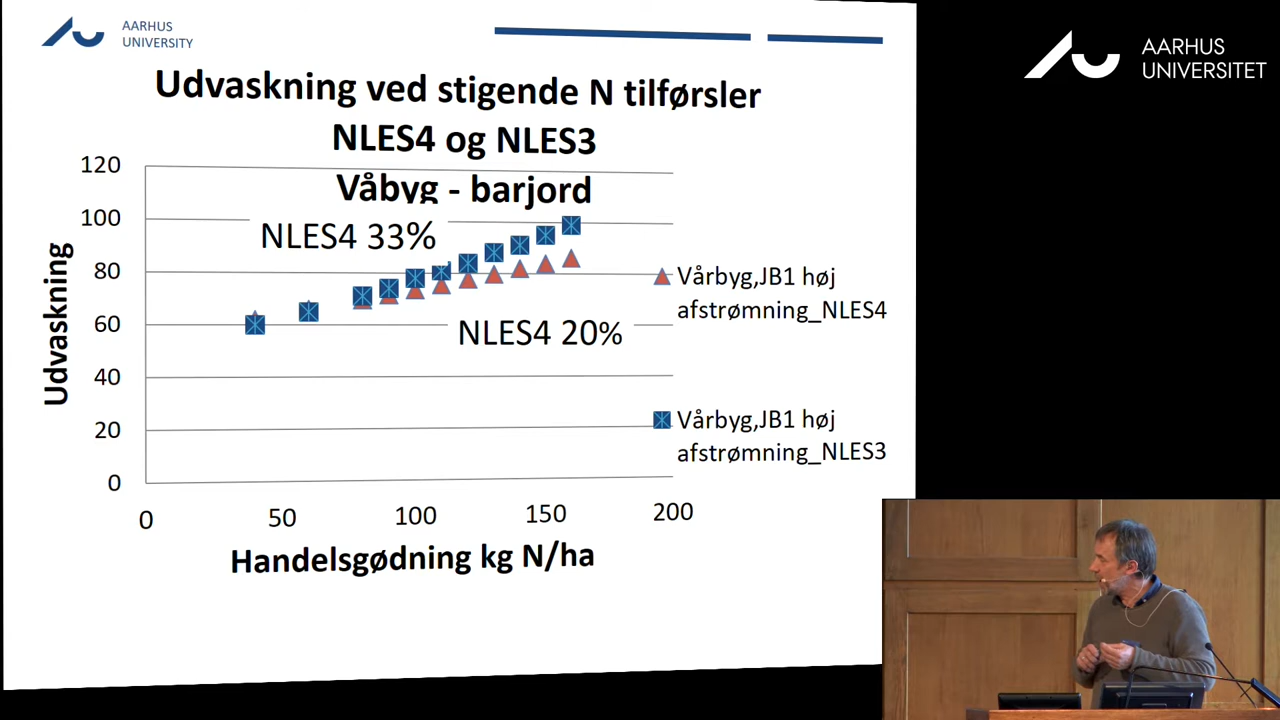 AARHUS
UNIVERSITY
AARHUS
UNIVERSITET
Udvaskning ved stigende N tilførsler
NLES4 og NLES3
Våbyg - barjord
120
100
80
60
40
20
0
Udvaskning
NLES4 33%
NLES4 20%
Vårbyg,JB1 høj
afstrømning_NLES4
Vårbyg,JB1 høj
afstrømning_NLES3
0
50
100
150
200
Handelsgødning kg N/ha